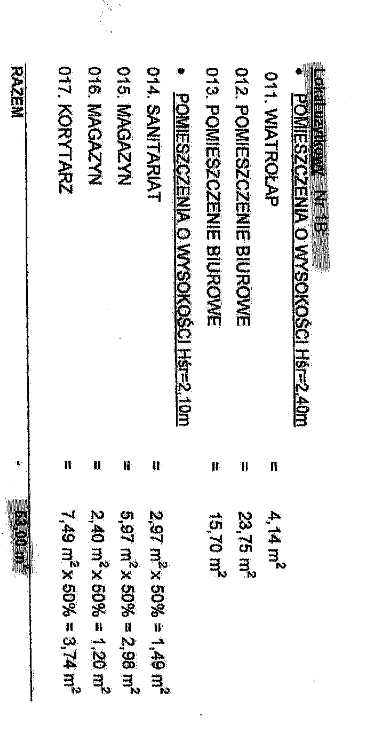 Lokal użytkowy Nr 1B
• POMIESZCZENIA O WYSOKOŚCI Hśr=2,40m
011. WIATROŁAP = 4,14 m²
012. POMIESZCZENIE BIUROWE = 23,75 m²
013. POMIESZCZENIE BIUROWE = 15,70 m²
• POMIESZCZENIA O WYSOKOŚCI Hśr=2,10m
014. SANITARIAT = 2,97 m² x 50% = 1,49 m²
015. MAGAZYN = 5,97 m² x 50% = 2,98 m²
016. MAGAZYN = 2,40 m² x 50% = 1,20 m²
017. KORYTARZ = 7,49 m² x 50% = 3,74 m²
RAZEM 53,00 m²